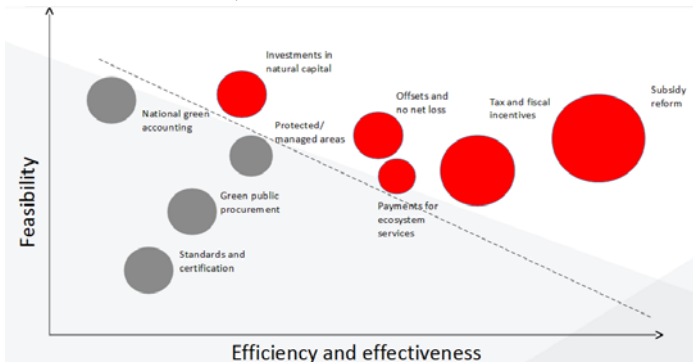 Investments in
natural capital
National green
accounting
Protected/
managed areas
Offsets and
no net loss
Tax and fiscal
incentives
Subsidy
reform
Green public
procurement
Payments for
ecosystem
services
Standards and
certification
Feasibility
Efficiency and effectiveness